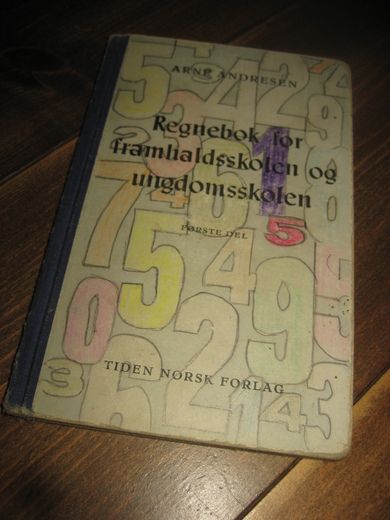 ARNE ANDRESEN
Regnebok for
framhaldsskolen og
ungdomsskolen
FØRSTE DEL
TIDEN NORSK FORLAG